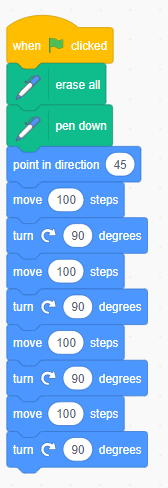 when clicked
erase all
pen down
point in direction 45
move 100 steps
turn 90 degrees
move 100 steps
turn 90 degrees
move 100 steps
turn 90 degrees
move 100 steps
turn 90 degrees